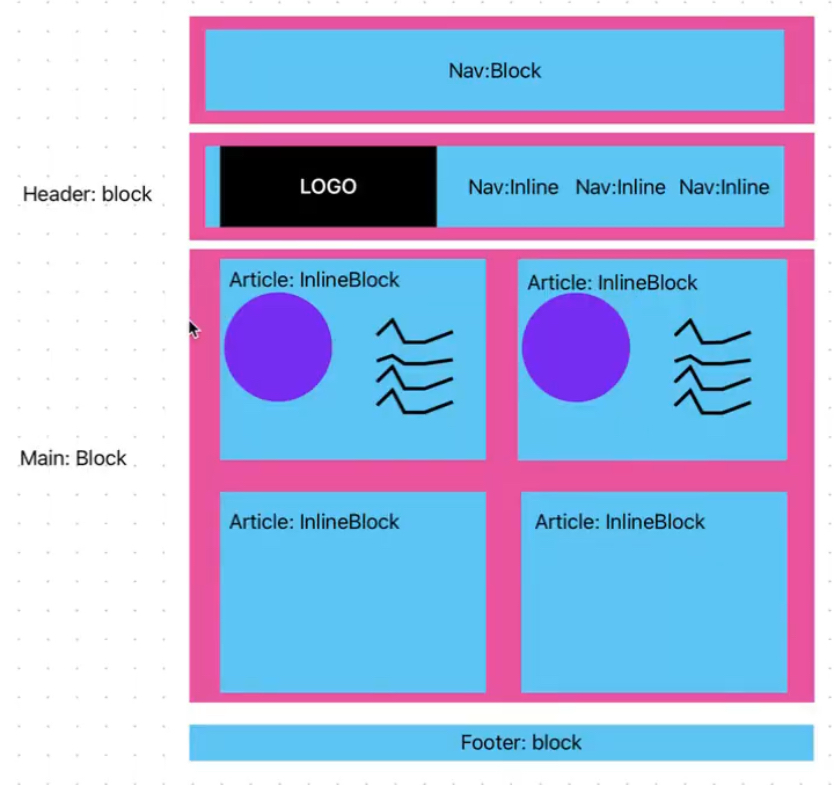 Nav:Block
Header: block
LOGO
Nav:Inline Nav:Inline Nav:Inline
Article: InlineBlock
Article: InlineBlock
Main: Block
Article: InlineBlock
Article: InlineBlock
Footer: block